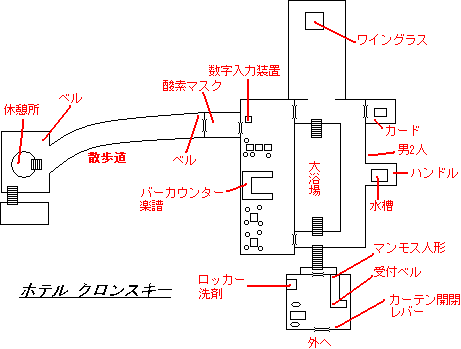 ワイングラス
数字入力装置
酸素マスク
ベル
休憩所
カード
散歩道
ベル
男2人
大浴場
ハンドル
バーカウンター
楽譜
水槽
マンモス人形
ロッカー
洗剤
受付ベル
ホテル クロンスキー
カーテン開閉
レバー
外へ